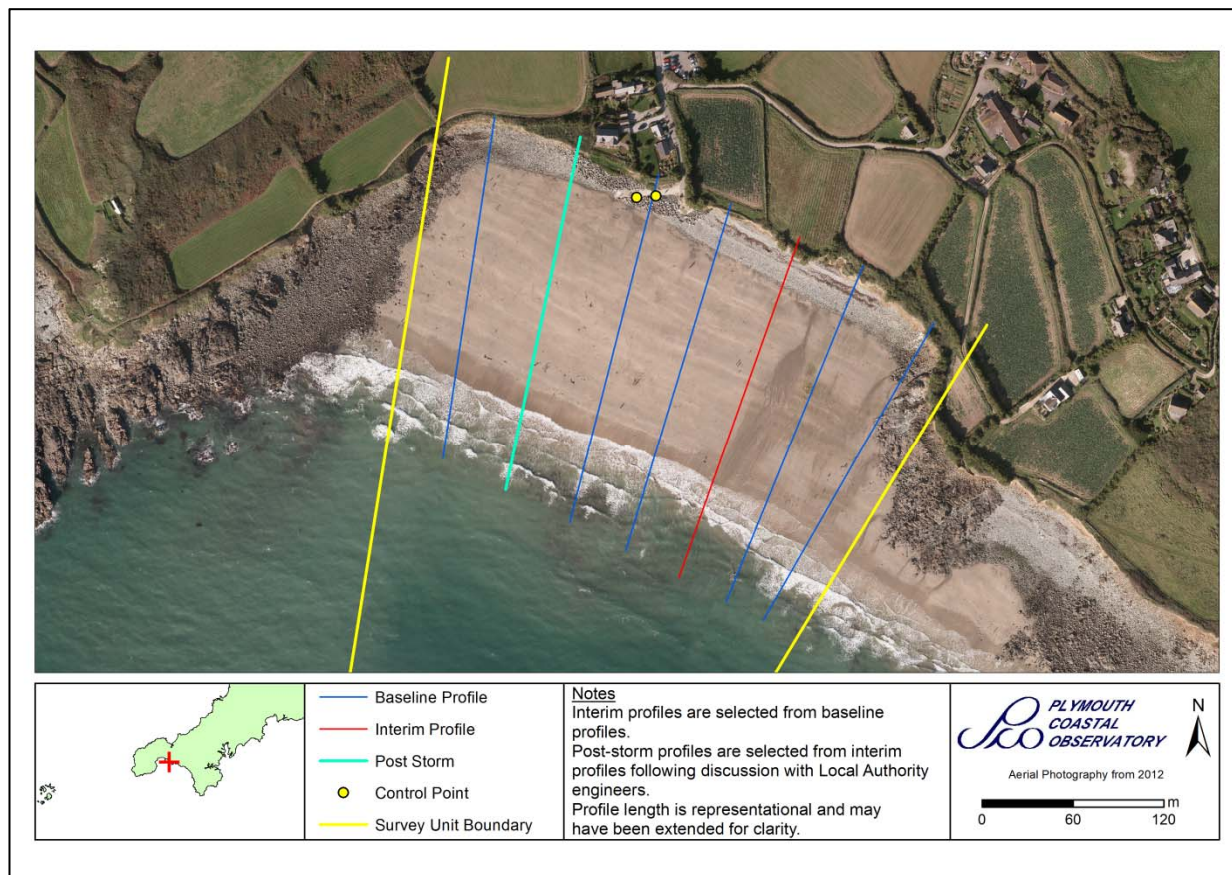 Baseline Profile
Interim Profile
Post Storm
Control Point
Survey Unit Boundary
Notes
Interim profiles are selected from baseline
profiles.
Post-storm profiles are selected from interim
profiles following discussion with Local Authority
engineers.
Profile length is representational and may
have been extended for clarity.
PLYMOUTH
COASTAL
OBSERVATORY
N
Aerial Photography from 2012
m
0 60 120